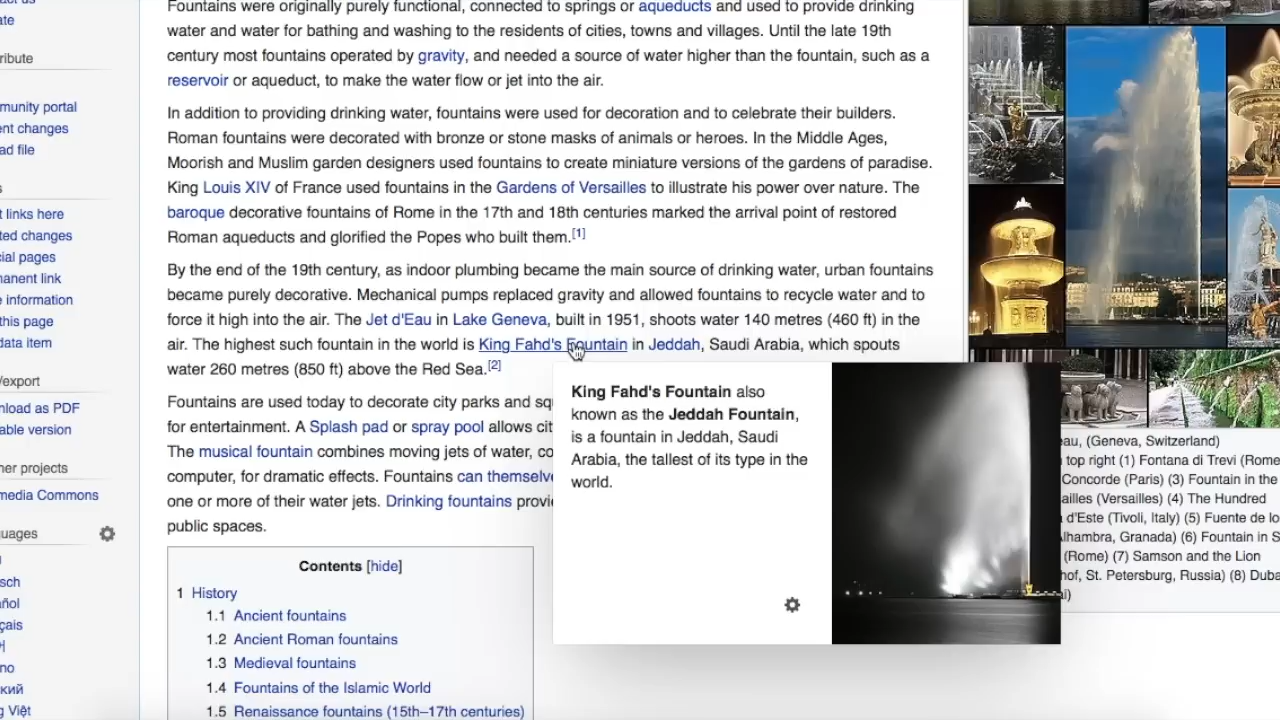 ribute
munity portal
ent changes
ad file
t links here
ted changes
ial pages
nanent link
e information
this page
data item
/export
nload as PDF
able version
her projects
media Commons
uages
sch
añol
çais
no
кий
ng Việt
Fountains were originally purely functional, connected to springs or aqueducts and used to provide drinking
water and water for bathing and washing to the residents of cities, towns and villages. Until the late 19th
century most fountains operated by gravity, and needed a source of water higher than the fountain, such as a
reservoir or aqueduct, to make the water flow or jet into the air.
In addition to providing drinking water, fountains were used for decoration and to celebrate their builders.
Roman fountains were decorated with bronze or stone masks of animals or heroes. In the Middle Ages,
Moorish and Muslim garden designers used fountains to create miniature versions of the gardens of paradise.
King Louis XIV of France used fountains in the Gardens of Versailles to illustrate his power over nature. The
baroque decorative fountains of Rome in the 17th and 18th centuries marked the arrival point of restored
Roman aqueducts and glorified the Popes who built them.[1]
By the end of the 19th century, as indoor plumbing became the main source of drinking water, urban fountains
became purely decorative. Mechanical pumps replaced gravity and allowed fountains to recycle water and to
force it high into the air. The Jet d'Eau in Lake Geneva, built in 1951, shoots water 140 metres (460 ft) in the
air. The highest such fountain in the world is King Fahd's Fountain in Jeddah, Saudi Arabia, which spouts
water 260 metres (850 ft) above the Red Sea.[2]
Fountains are used today to decorate city parks and sq
for entertainment. A Splash pad or spray pool allows cit
The musical fountain combines moving jets of water, co
computer, for dramatic effects. Fountains can themselve
one or more of their water jets. Drinking fountains provi
public spaces.
King Fahd's Fountain also
known as the Jeddah Fountain,
is a fountain in Jeddah, Saudi
Arabia, the tallest of its type in the
world.
Contents [hide]
1 History
1.1 Ancient fountains
1.2 Ancient Roman fountains
1.3 Medieval fountains
1.4 Fountains of the Islamic World
1.5 Renaissance fountains (15th–17th centuries)
eau, (Geneva, Switzerland)
top right (1) Fontana di Trevi (Rome
Concorde (Paris) (3) Fountain in the
ailles (Versailles) (4) The Hundred
d'Este (Tivoli, Italy) (5) Fuente de lo
lhambra, Granada) (6) Fountain in S
(Rome) (7) Samson and the Lion
hof, St. Petersburg, Russia) (8) Duba